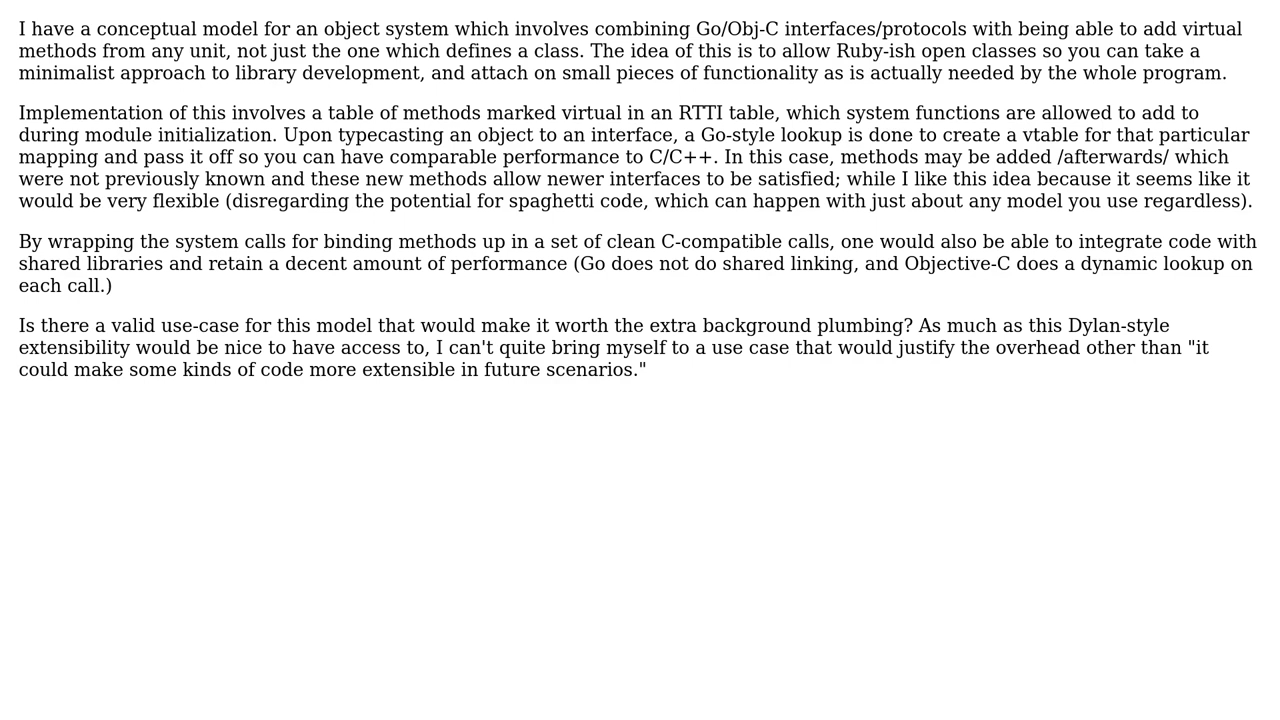 I have a conceptual model for an object system which involves combining Go/Obj-C interfaces/protocols with being able to add virtual
methods from any unit, not just the one which defines a class. The idea of this is to allow Ruby-ish open classes so you can take a
minimalist approach to library development, and attach on small pieces of functionality as is actually needed by the whole program.
Implementation of this involves a table of methods marked virtual in an RTTI table, which system functions are allowed to add to
during module initialization. Upon typecasting an object to an interface, a Go-style lookup is done to create a vtable for that particular
mapping and pass it off so you can have comparable performance to C/C++. In this case, methods may be added /afterwards/ which
were not previously known and these new methods allow newer interfaces to be satisfied; while I like this idea because it seems like it
would be very flexible (disregarding the potential for spaghetti code, which can happen with just about any model you use regardless).
By wrapping the system calls for binding methods up in a set of clean C-compatible calls, one would also be able to integrate code with
shared libraries and retain a decent amount of performance (Go does not do shared linking, and Objective-C does a dynamic lookup on
each call.)
Is there a valid use-case for this model that would make it worth the extra background plumbing? As much as this Dylan-style
extensibility would be nice to have access to, I can't quite bring myself to a use case that would justify the overhead other than "it
could make some kinds of code more extensible in future scenarios."